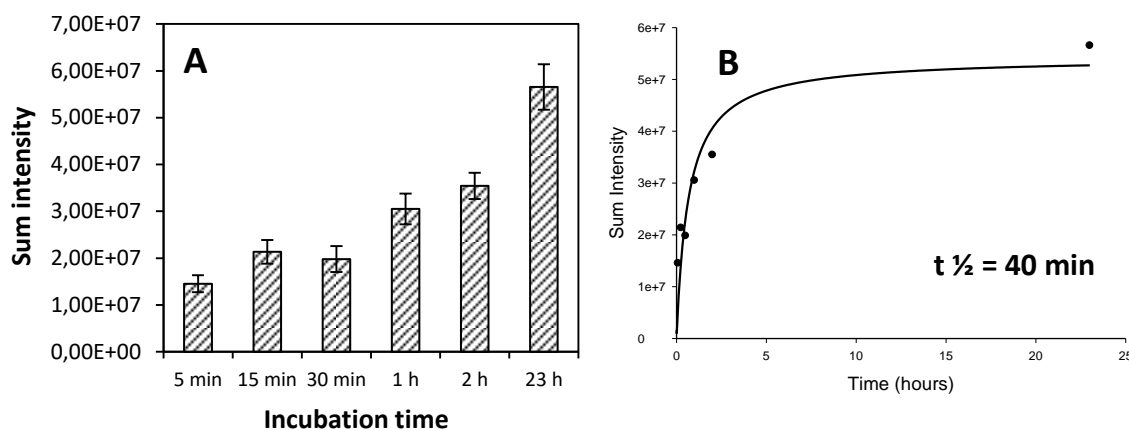 A
Sum intensity
7,00E+07
6,00E+07
5,00E+07
4,00E+07
3,00E+07
2,00E+07
1,00E+07
0,00E+00
5 min 15 min 30 min 1 h 2 h 23 h
Incubation time
B
Sum Intensity
6e+7
5e+7
4e+7
3e+7
2e+7
1e+7
0
t ½ = 40 min
0 5 10 15 20 25
Time (hours)